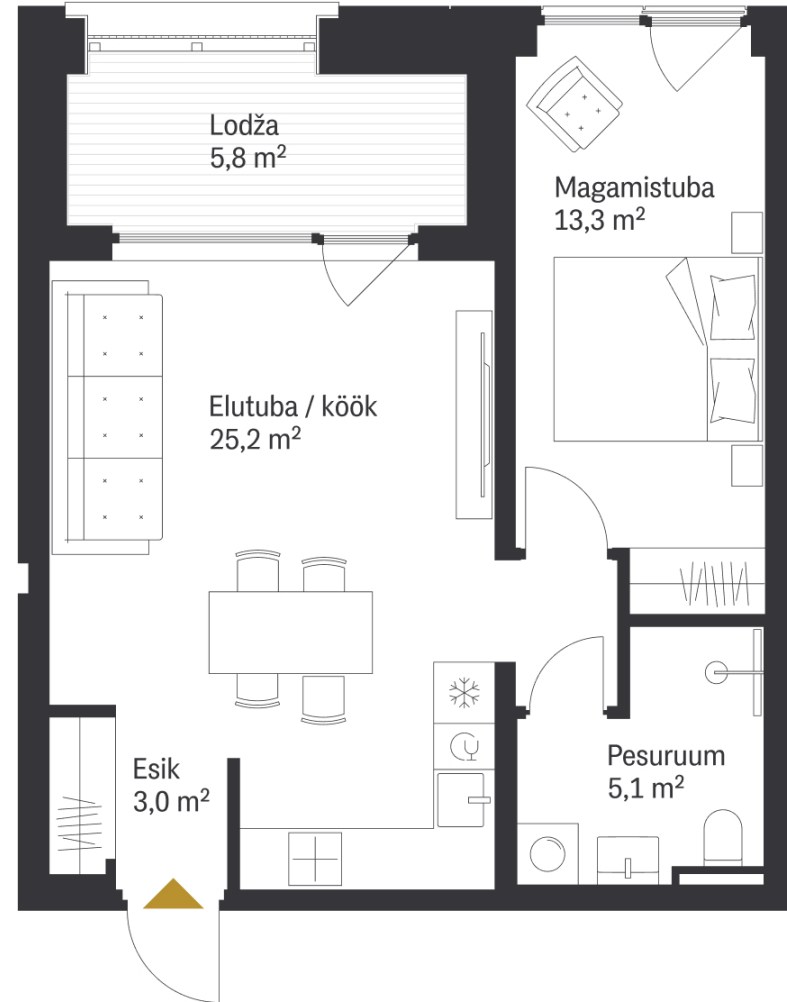 Lodža
5,8 m²
Magamistuba
13,3 m²
Elutuba / köök
25,2 m²
Esik
3,0 m²
Pesuruum
5,1 m²